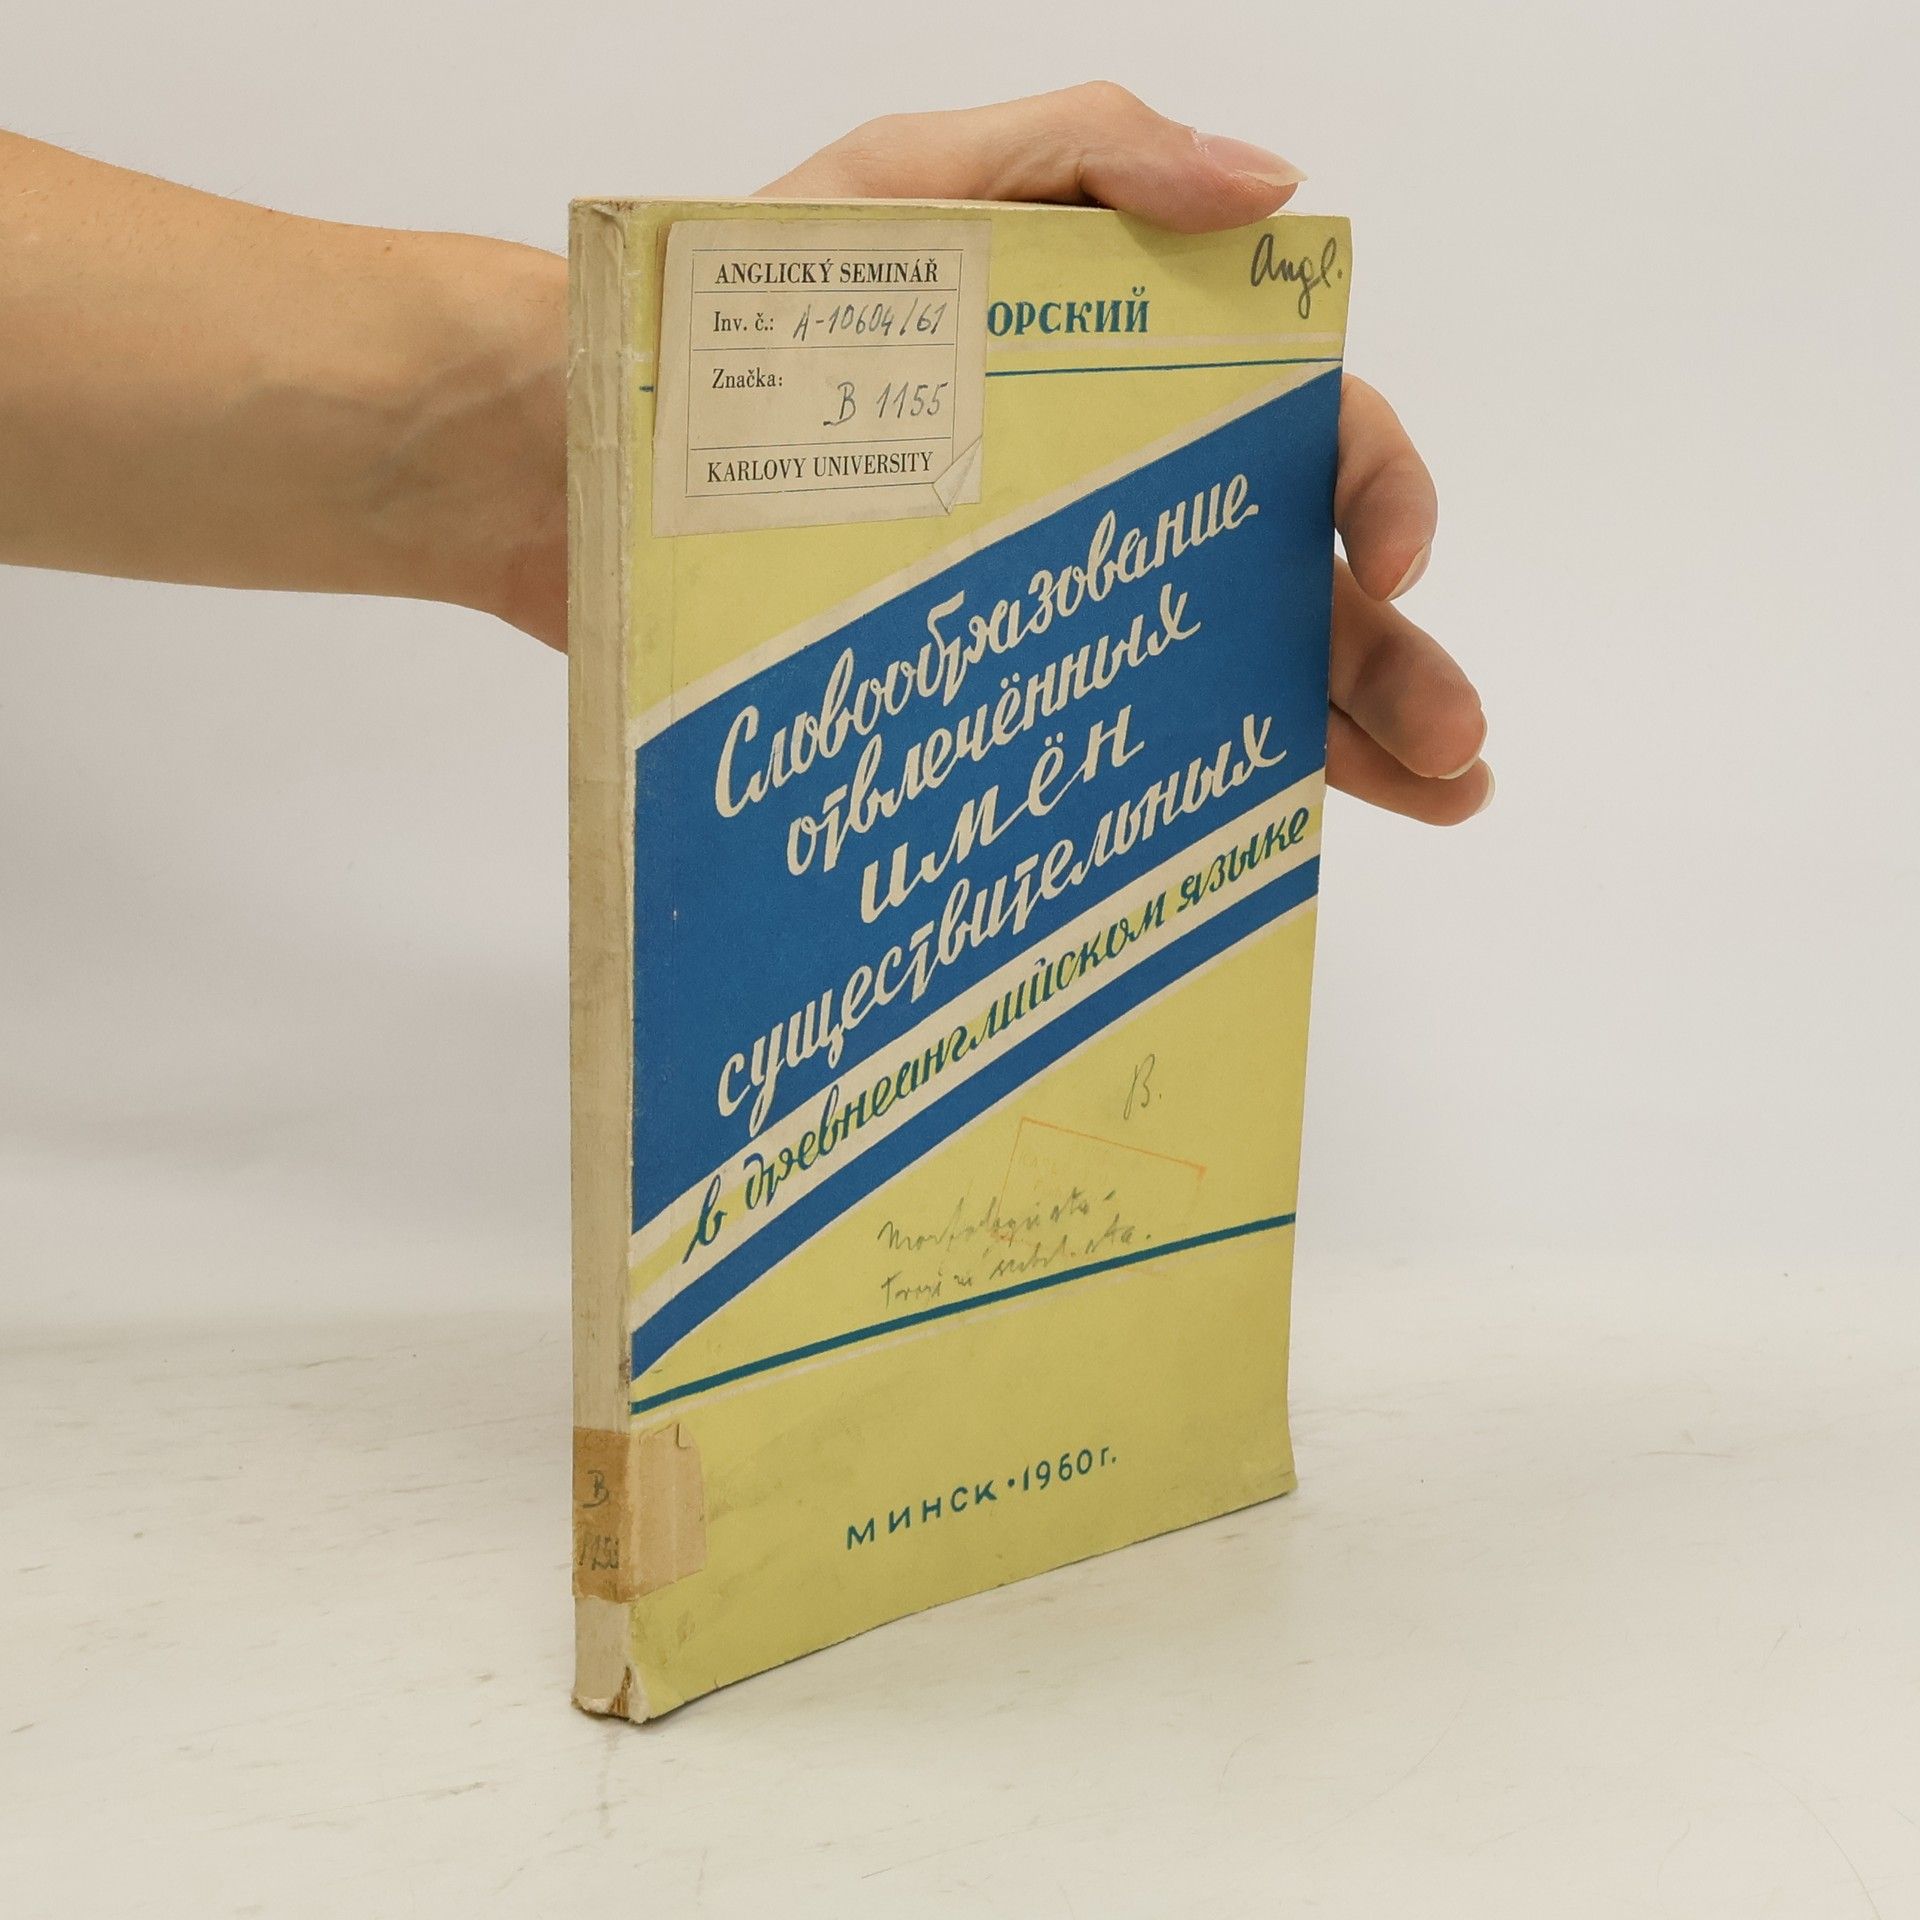 ANGLICKÝ SEMINÁŘ
Inv. č.: A-10604/61
Značka:
B 1155
KARLOVY UNIVERSITY
Angl.
ОРСКИЙ
Словообразование
отвлечённых
имён
существительных
в древнеанглийском языке
B.
МИНСК • 1960 г.
B